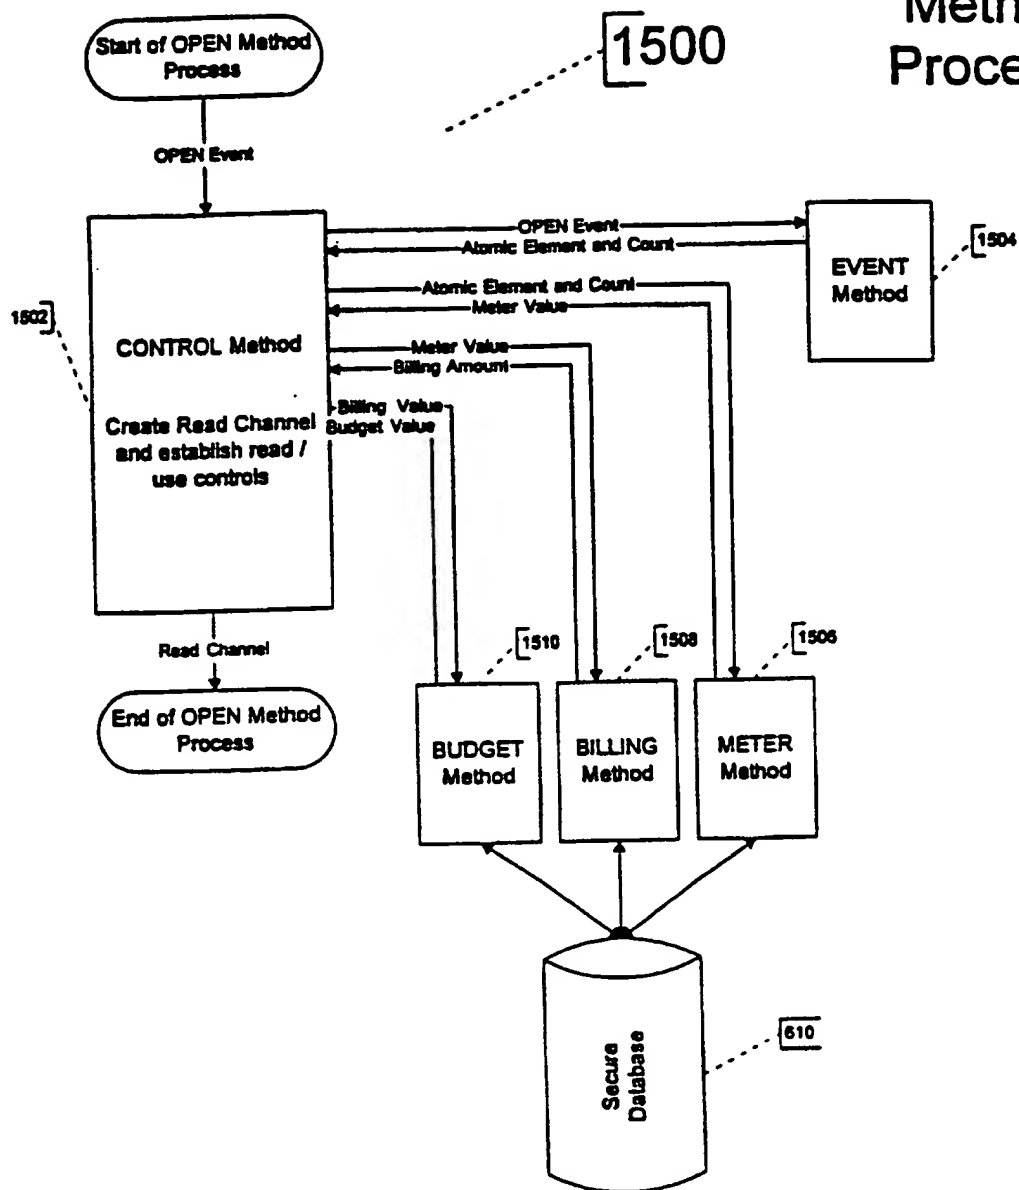 Meth
Proce
1500
Start of OPEN Method
Process
OPEN Event
OPEN Event
Atomic Element and Count
EVENT
Method
1504
Atomic Element and Count
Meter Value
1502
CONTROL Method
Meter Value
Billing Amount
Billing Value
Budget Value
Create Read Channel
and establish read /
use controls
Read Channel
End of OPEN Method
Process
1510
1508
1506
BUDGET
Method
BILLING
Method
METER
Method
Secure
Database
610